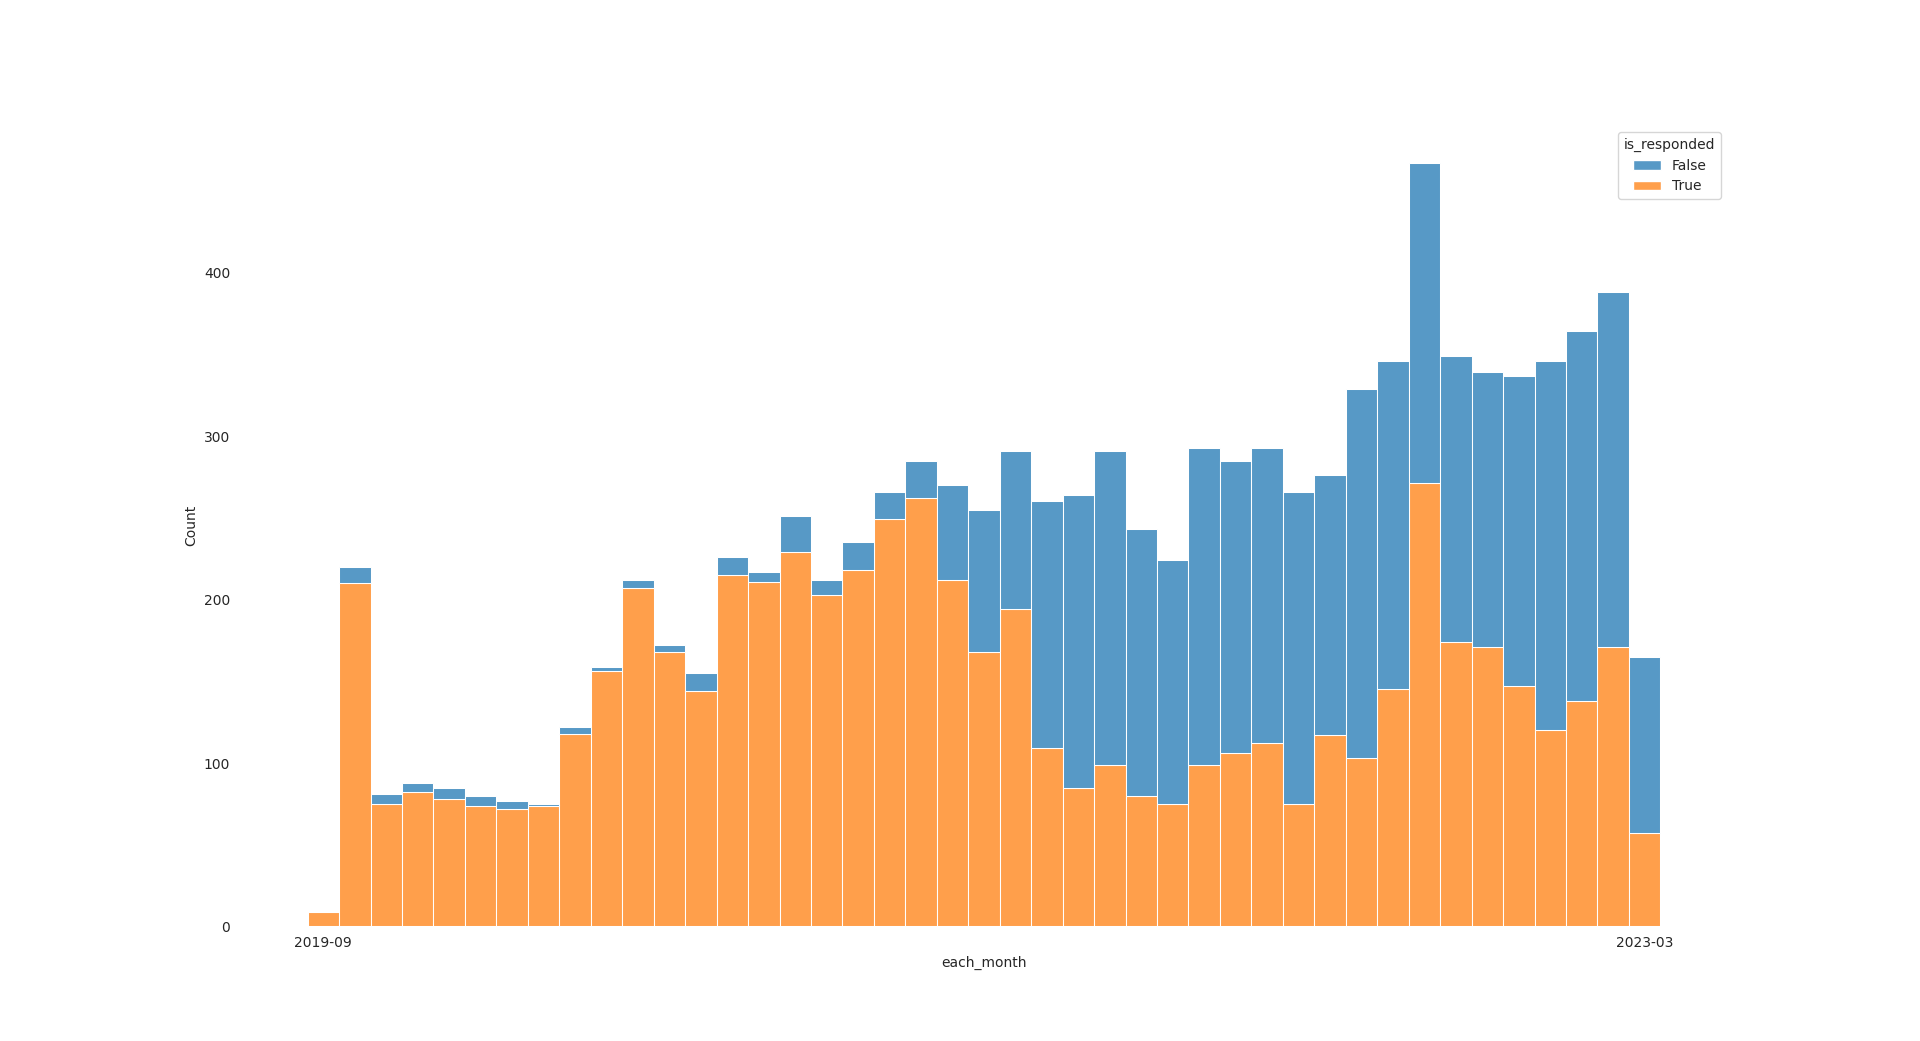 is_responded
False
True
400
300
Count
200
100
0
2019-09
2023-03
each_month